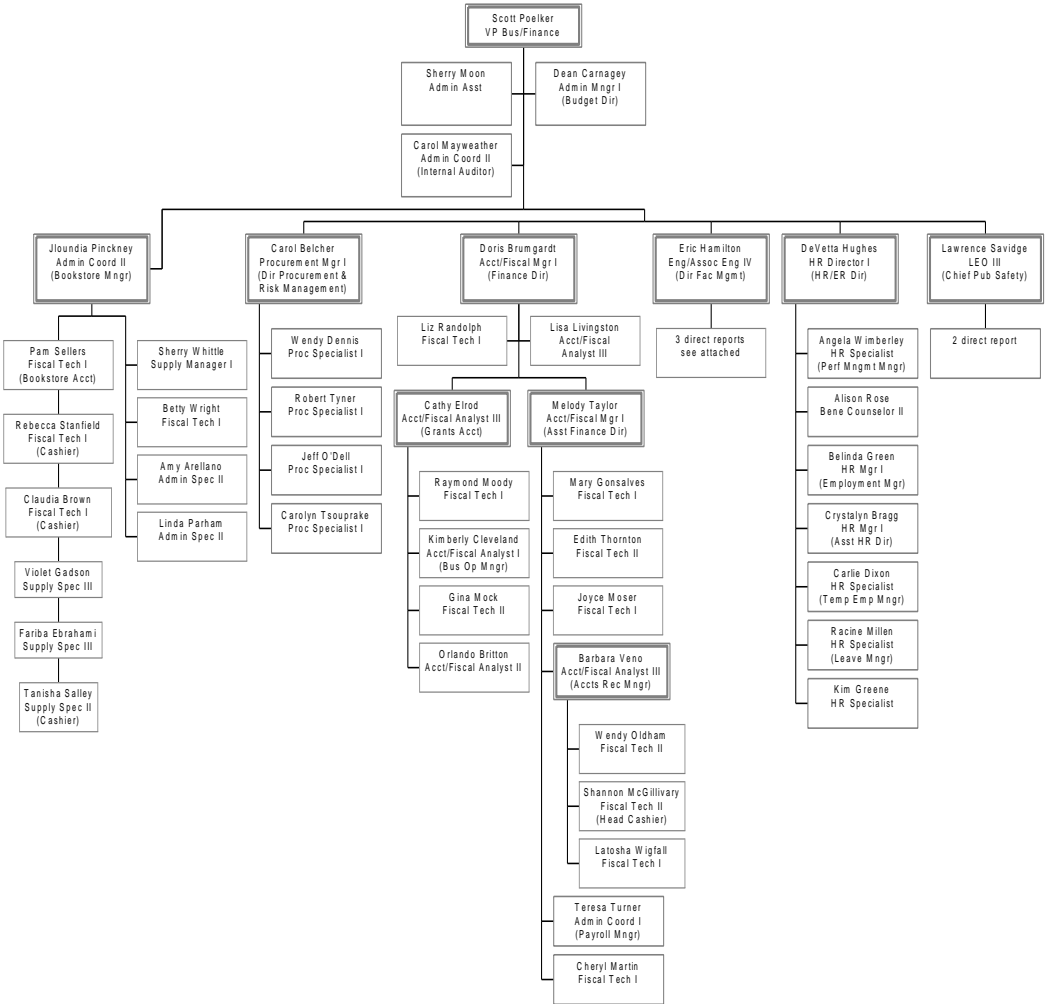 Scott Poelker
VP Bus/Finance
Sherry Moon
Admin Asst
Dean Carnagey
Admin Mngr I
(Budget Dir)
Carol Mayweather
Admin Coord II
(Internal Auditor)
Jloundia Pinckney
Admin Coord II
(Bookstore Mngr)
Pam Sellers
Fiscal Tech I
(Bookstore Acct)
Rebecca Stanfield
Fiscal Tech I
(Cashier)
Claudia Brown
Fiscal Tech I
(Cashier)
Violet Gadson
Supply Spec III
Fariba Ebrahami
Supply Spec III
Tanisha Salley
Supply Spec II
(Cashier)
Sherry Whittle
Supply Manager I
Betty Wright
Fiscal Tech I
Amy Arellano
Admin Spec II
Linda Parham
Admin Spec II
Carol Belcher
Procurement Mgr I
(Dir Procurement &
Risk Management)
Wendy Dennis
Proc Specialist I
Robert Tyner
Proc Specialist I
Jeff O'Dell
Proc Specialist I
Carolyn Tsouprake
Proc Specialist I
Doris Brumgardt
Acct/Fiscal Mgr I
(Finance Dir)
Liz Randolph
Fiscal Tech I
Lisa Livingston
Acct/Fiscal
Analyst III
Cathy Elrod
Acct/Fiscal Analyst III
(Grants Acct)
Raymond Moody
Fiscal Tech I
Kimberly Cleveland
Acct/Fiscal Analyst I
(Bus Op Mngr)
Gina Mock
Fiscal Tech II
Orlando Britton
Acct/Fiscal Analyst II
Melody Taylor
Acct/Fiscal Mgr I
(Asst Finance Dir)
Mary Gonsalves
Fiscal Tech I
Edith Thornton
Fiscal Tech II
Joyce Moser
Fiscal Tech I
Barbara Veno
Acct/Fiscal Analyst III
(Accts Rec Mngr)
Wendy Oldham
Fiscal Tech II
Shannon McGillivary
Fiscal Tech II
(Head Cashier)
Latosha Wigfall
Fiscal Tech I
Teresa Turner
Admin Coord I
(Payroll Mngr)
Cheryl Martin
Fiscal Tech I
Eric Hamilton
Eng/Assoc Eng IV
(Dir Fac Mgmt)
3 direct reports
see attached
DeVetta Hughes
HR Director I
(HR/ER Dir)
Angela Wimberley
HR Specialist
(Perf Mngmt Mngr)
Alison Rose
Bene Counselor II
Belinda Green
HR Mgr I
(Employment Mgr)
Crystalyn Bragg
HR Mgr I
(Asst HR Dir)
Carlie Dixon
HR Specialist
(Temp Emp Mngr)
Racine Millen
HR Specialist
(Leave Mngr)
Kim Greene
HR Specialist
Lawrence Savidge
LEO III
(Chief Pub Safety)
2 direct report